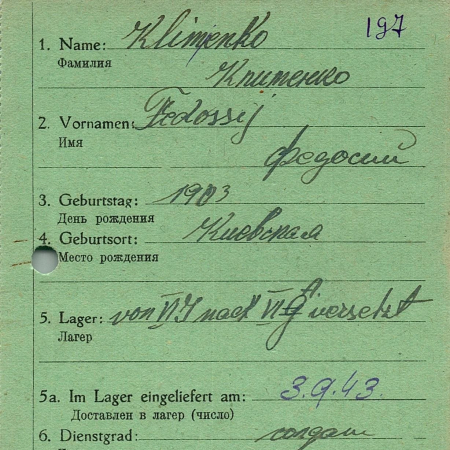 197
1. Name: Klimenko
Фамилия
Клименко
2. Vornamen: Fedossij
Имя
Федосий
3. Geburtstag: 1903
День рождения
4. Geburtsort: Киевская
Место рождения
5. Lager: von VI J nach VI G versetzt
Лагер
5a. Im Lager eingeliefert am: 3.9.43.
Доставлен в лагер (число)
6. Dienstgrad: солдат